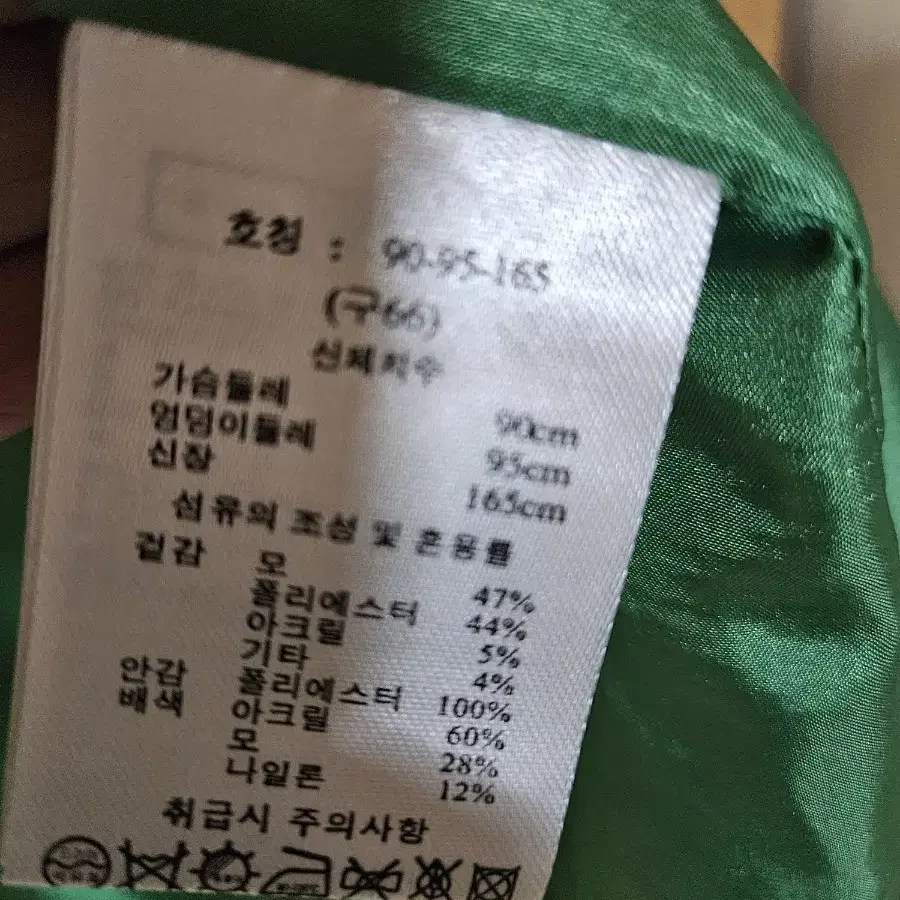 호칭 : 90-95-165
(구66)
신체치수
가슴둘레 90cm
엉덩이둘레 95cm
신장 165cm
섬유의 조성 및 혼용률
겉감 모 47%
폴리에스터 44%
아크릴 5%
기타 4%
안감 폴리에스터 100%
배색 아크릴 60%
모 28%
나일론 12%
취급시 주의사항